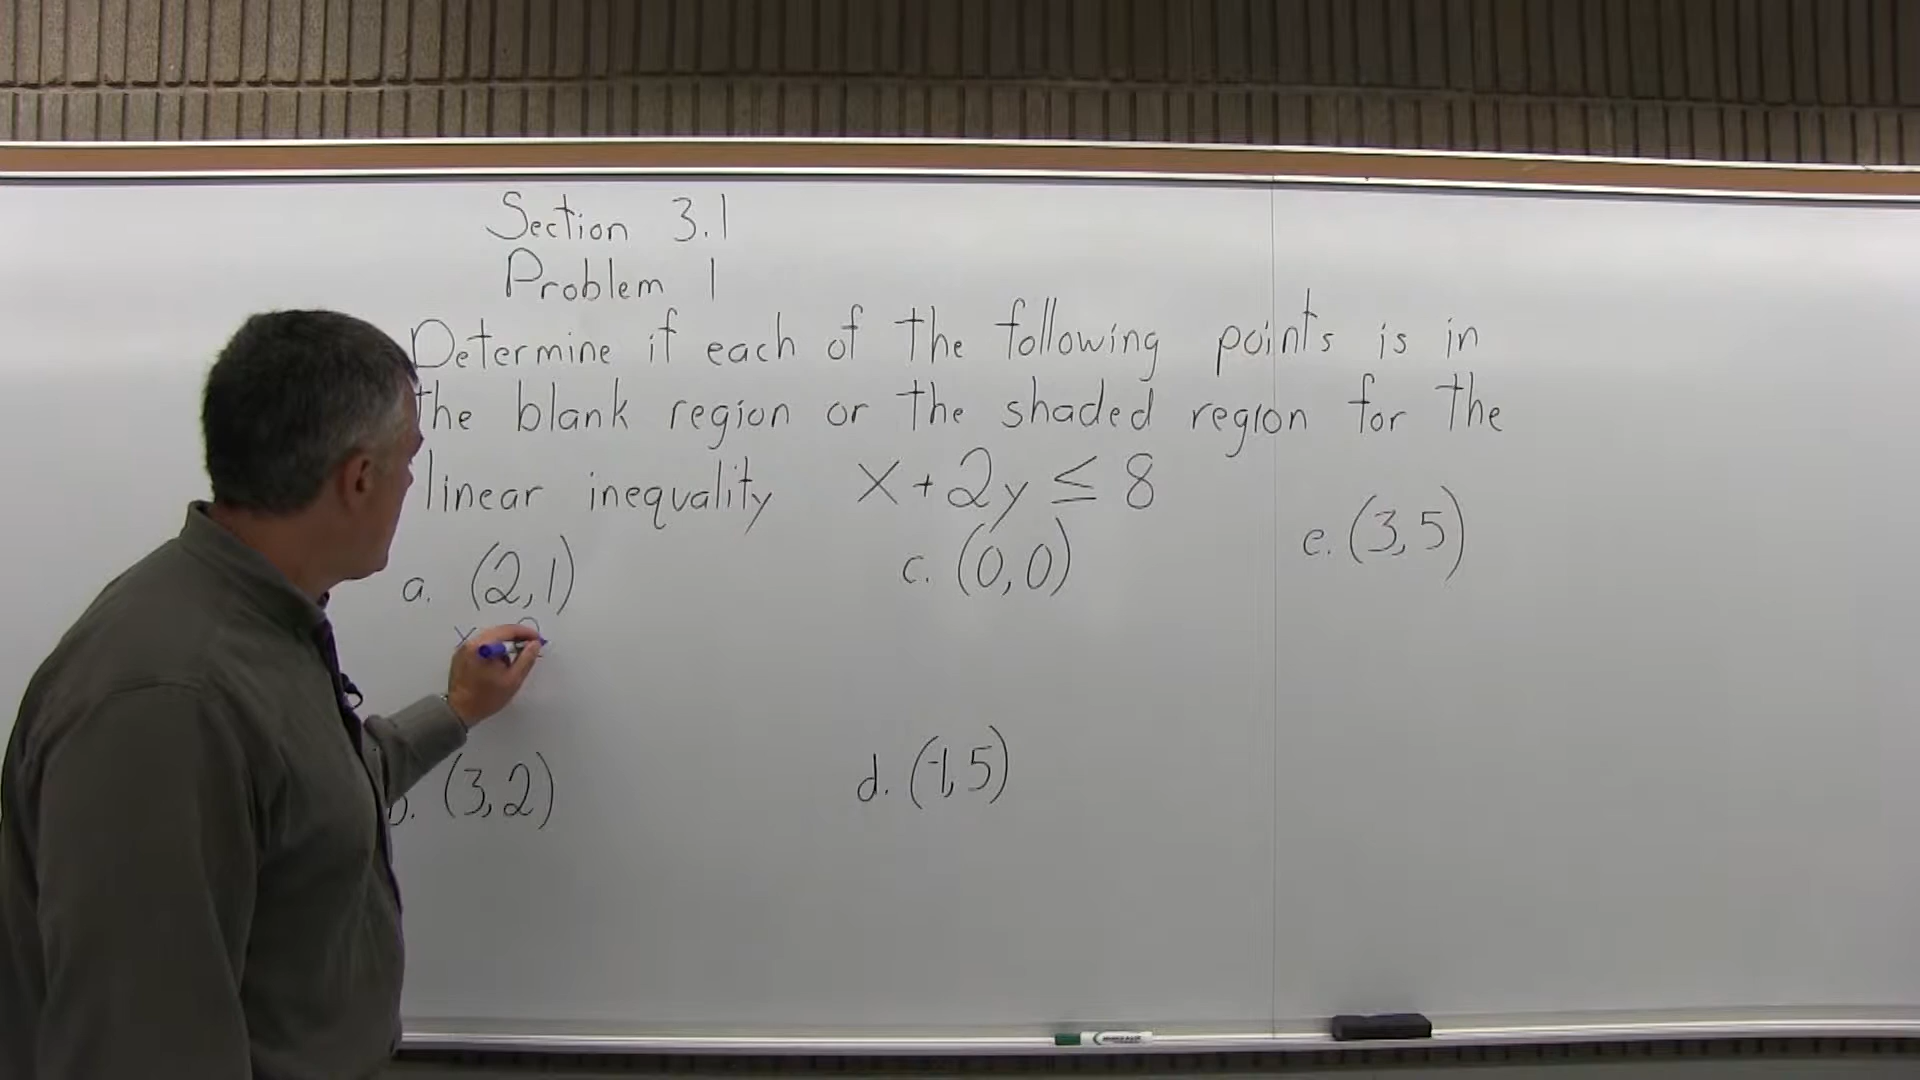 Section 3.1
Problem 1
Determine if each of the following points is in
the blank region or the shaded region for the
linear inequality x + 2y ≤ 8
a. (2,1)
c. (0,0)
e. (3,5)
x
b. (3,2)
d. (-1,5)